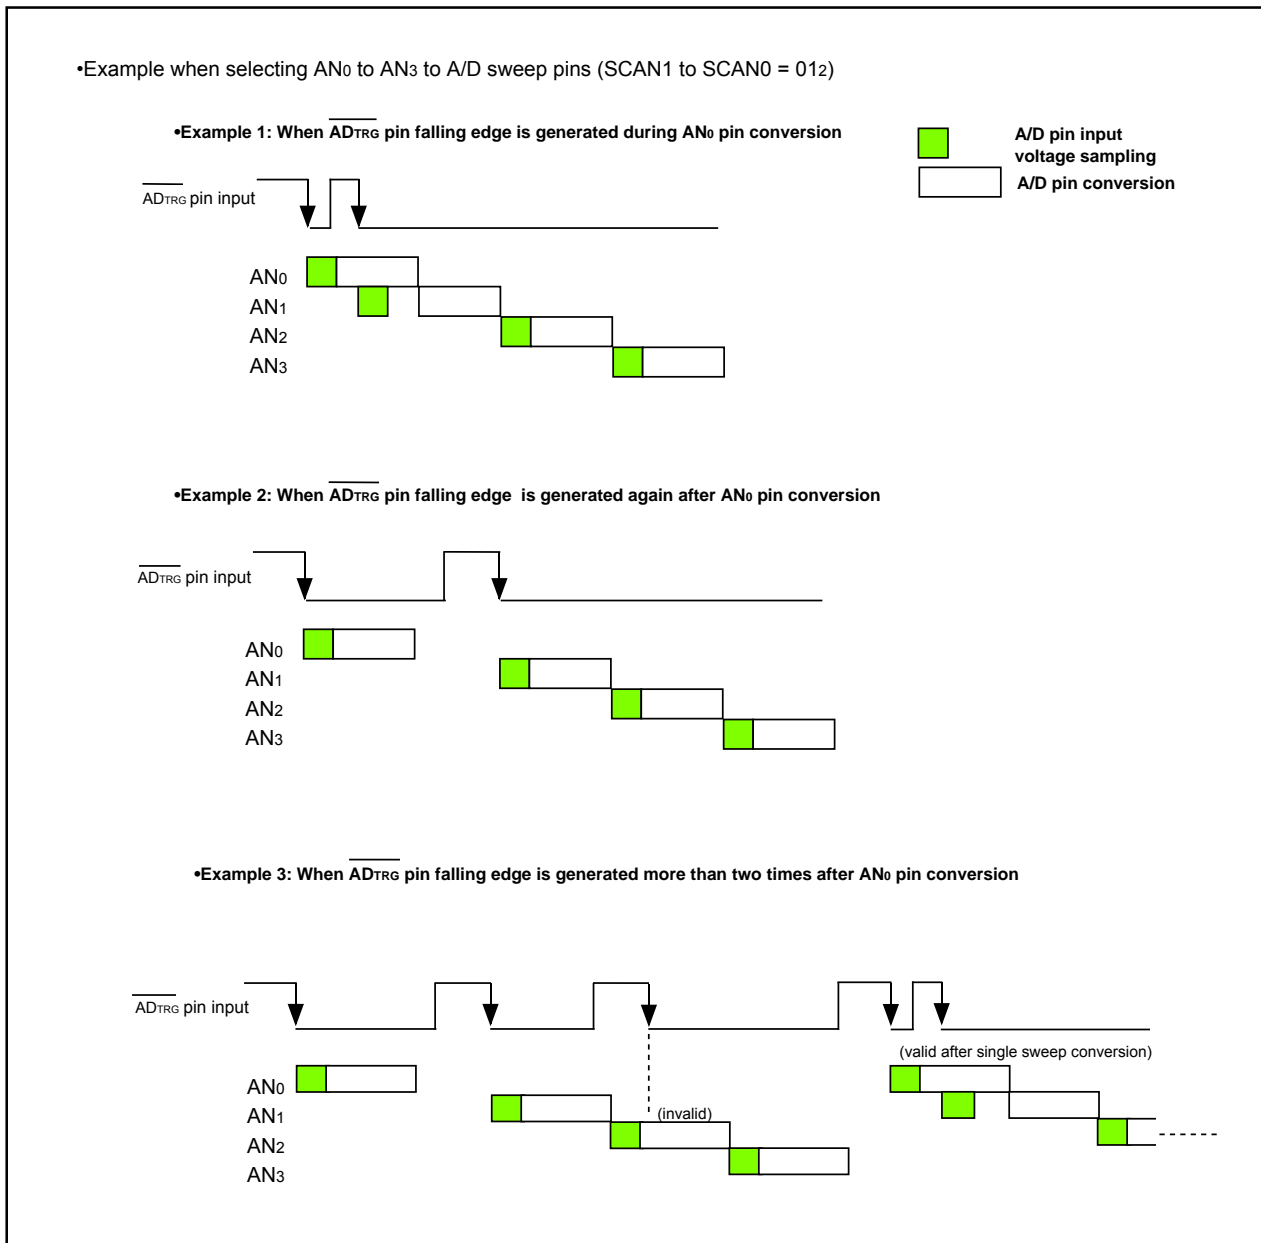 •Example when selecting AN0 to AN3 to A/D sweep pins (SCAN1 to SCAN0 = 012)
•Example 1: When ADTRG pin falling edge is generated during AN0 pin conversion
A/D pin input
voltage sampling
A/D pin conversion
ADTRG pin input
AN0
AN1
AN2
AN3
•Example 2: When ADTRG pin falling edge is generated again after AN0 pin conversion
ADTRG pin input
AN0
AN1
AN2
AN3
•Example 3: When ADTRG pin falling edge is generated more than two times after AN0 pin conversion
ADTRG pin input
(valid after single sweep conversion)
AN0
AN1
(invalid)
AN2
AN3